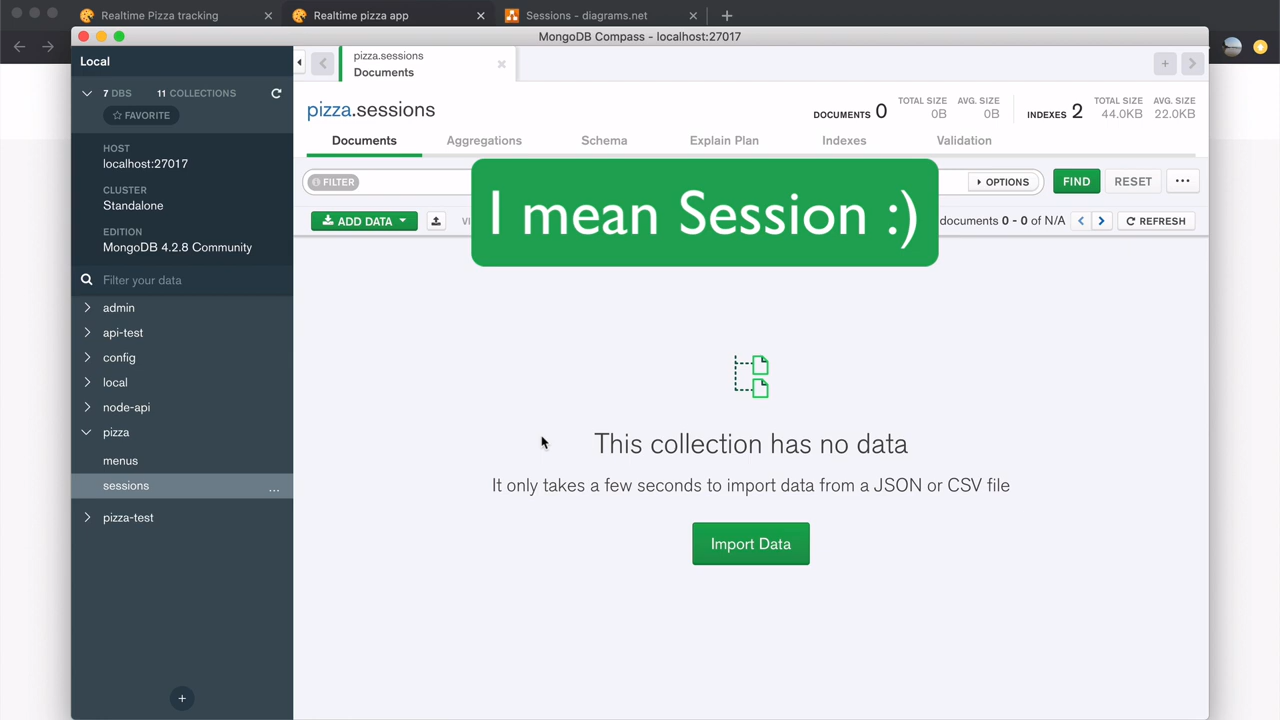 Realtime Pizza tracking
Realtime pizza app
Sessions - diagrams.net
MongoDB Compass - localhost:27017
Local
7 DBS 11 COLLECTIONS
FAVORITE
HOST
localhost:27017
CLUSTER
Standalone
EDITION
MongoDB 4.2.8 Community
Filter your data
admin
api-test
config
local
node-api
pizza
menus
sessions ...
pizza-test
pizza.sessions
Documents
pizza.sessions
DOCUMENTS 0
TOTAL SIZE
0B
AVG. SIZE
0B
INDEXES 2
TOTAL SIZE
44.0KB
AVG. SIZE
22.0KB
Documents Aggregations Schema Explain Plan Indexes Validation
FILTER
OPTIONS
FIND
RESET
I mean Session :)
ADD DATA
documents 0 - 0 of N/A
REFRESH
This collection has no data
It only takes a few seconds to import data from a JSON or CSV file
Import Data